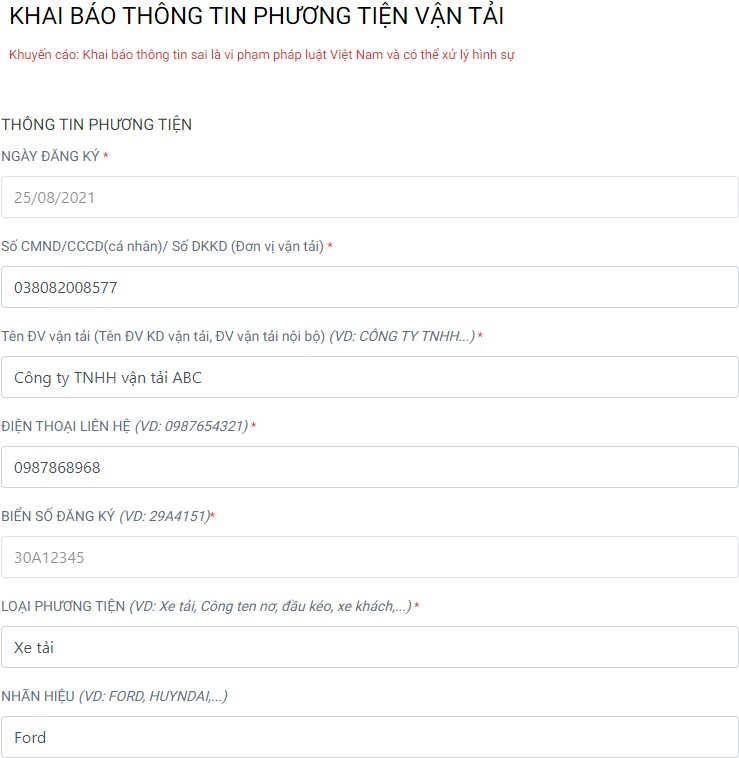 KHAI BÁO THÔNG TIN PHƯƠNG TIỆN VẬN TẢI
Khuyến cáo: Khai báo thông tin sai là vi phạm pháp luật Việt Nam và có thể xử lý hình sự
THÔNG TIN PHƯƠNG TIỆN
NGÀY ĐĂNG KÝ *
25/08/2021
Số CMND/CCCD(cá nhân)/ Số DKKD (Đơn vị vận tải) *
038082008577
Tên ĐV vận tải (Tên ĐV KD vận tải, ĐV vận tải nội bộ) (VD: CÔNG TY TNHH...) *
Công ty TNHH vận tải ABC
ĐIỆN THOẠI LIÊN HỆ (VD: 0987654321) *
0987868968
BIỂN SỐ ĐĂNG KÝ (VD: 29A4151)*
30A12345
LOẠI PHƯƠNG TIỆN (VD: Xe tải, Công ten nơ, đầu kéo, xe khách,...) *
Xe tải
NHÃN HIỆU (VD: FORD, HUYNDAI,...)
Ford